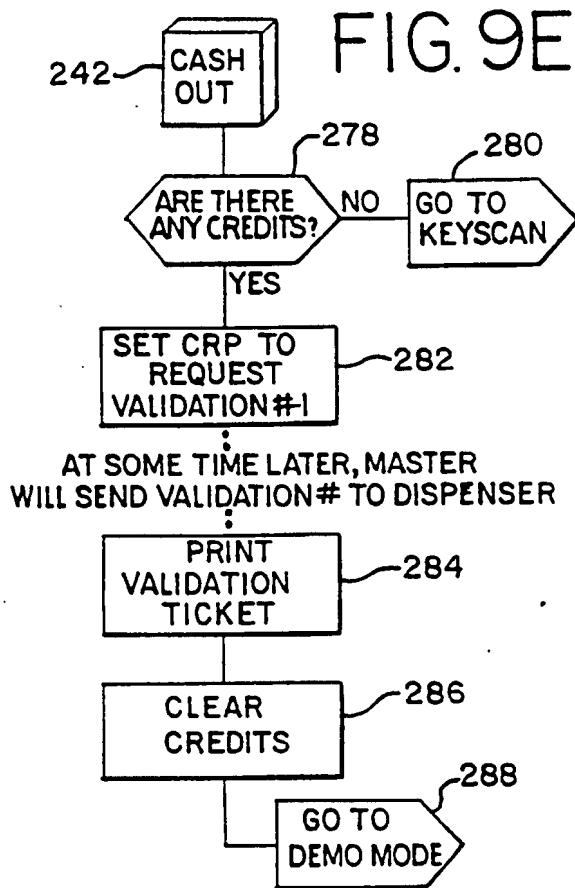 FIG. 9E
242
CASH
OUT
278
280
ARE THERE
ANY CREDITS?
NO
GO TO
KEYSCAN
YES
SET CRP TO
REQUEST
VALIDATION #-1
282
AT SOME TIME LATER, MASTER
WILL SEND VALIDATION # TO DISPENSER
PRINT
VALIDATION
TICKET
284
CLEAR
CREDITS
286
288
GO TO
DEMO MODE